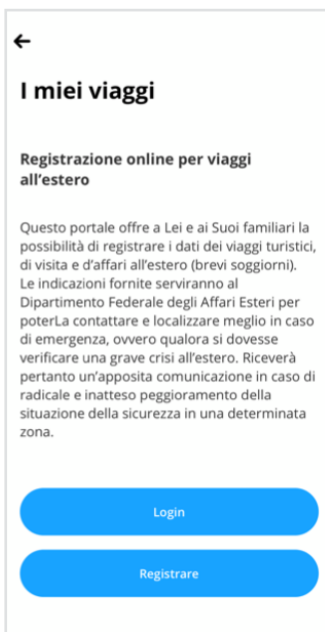 I miei viaggi
Registrazione online per viaggi
all'estero
Questo portale offre a Lei e ai Suoi familiari la
possibilità di registrare i dati dei viaggi turistici,
di visita e d'affari all'estero (brevi soggiorni).
Le indicazioni fornite serviranno al
Dipartimento Federale degli Affari Esteri per
poterLa contattare e localizzare meglio in caso
di emergenza, ovvero qualora si dovesse
verificare una grave crisi all'estero. Riceverà
pertanto un'apposita comunicazione in caso di
radicale e inatteso peggioramento della
situazione della sicurezza in una determinata
zona.
Login
Registrare